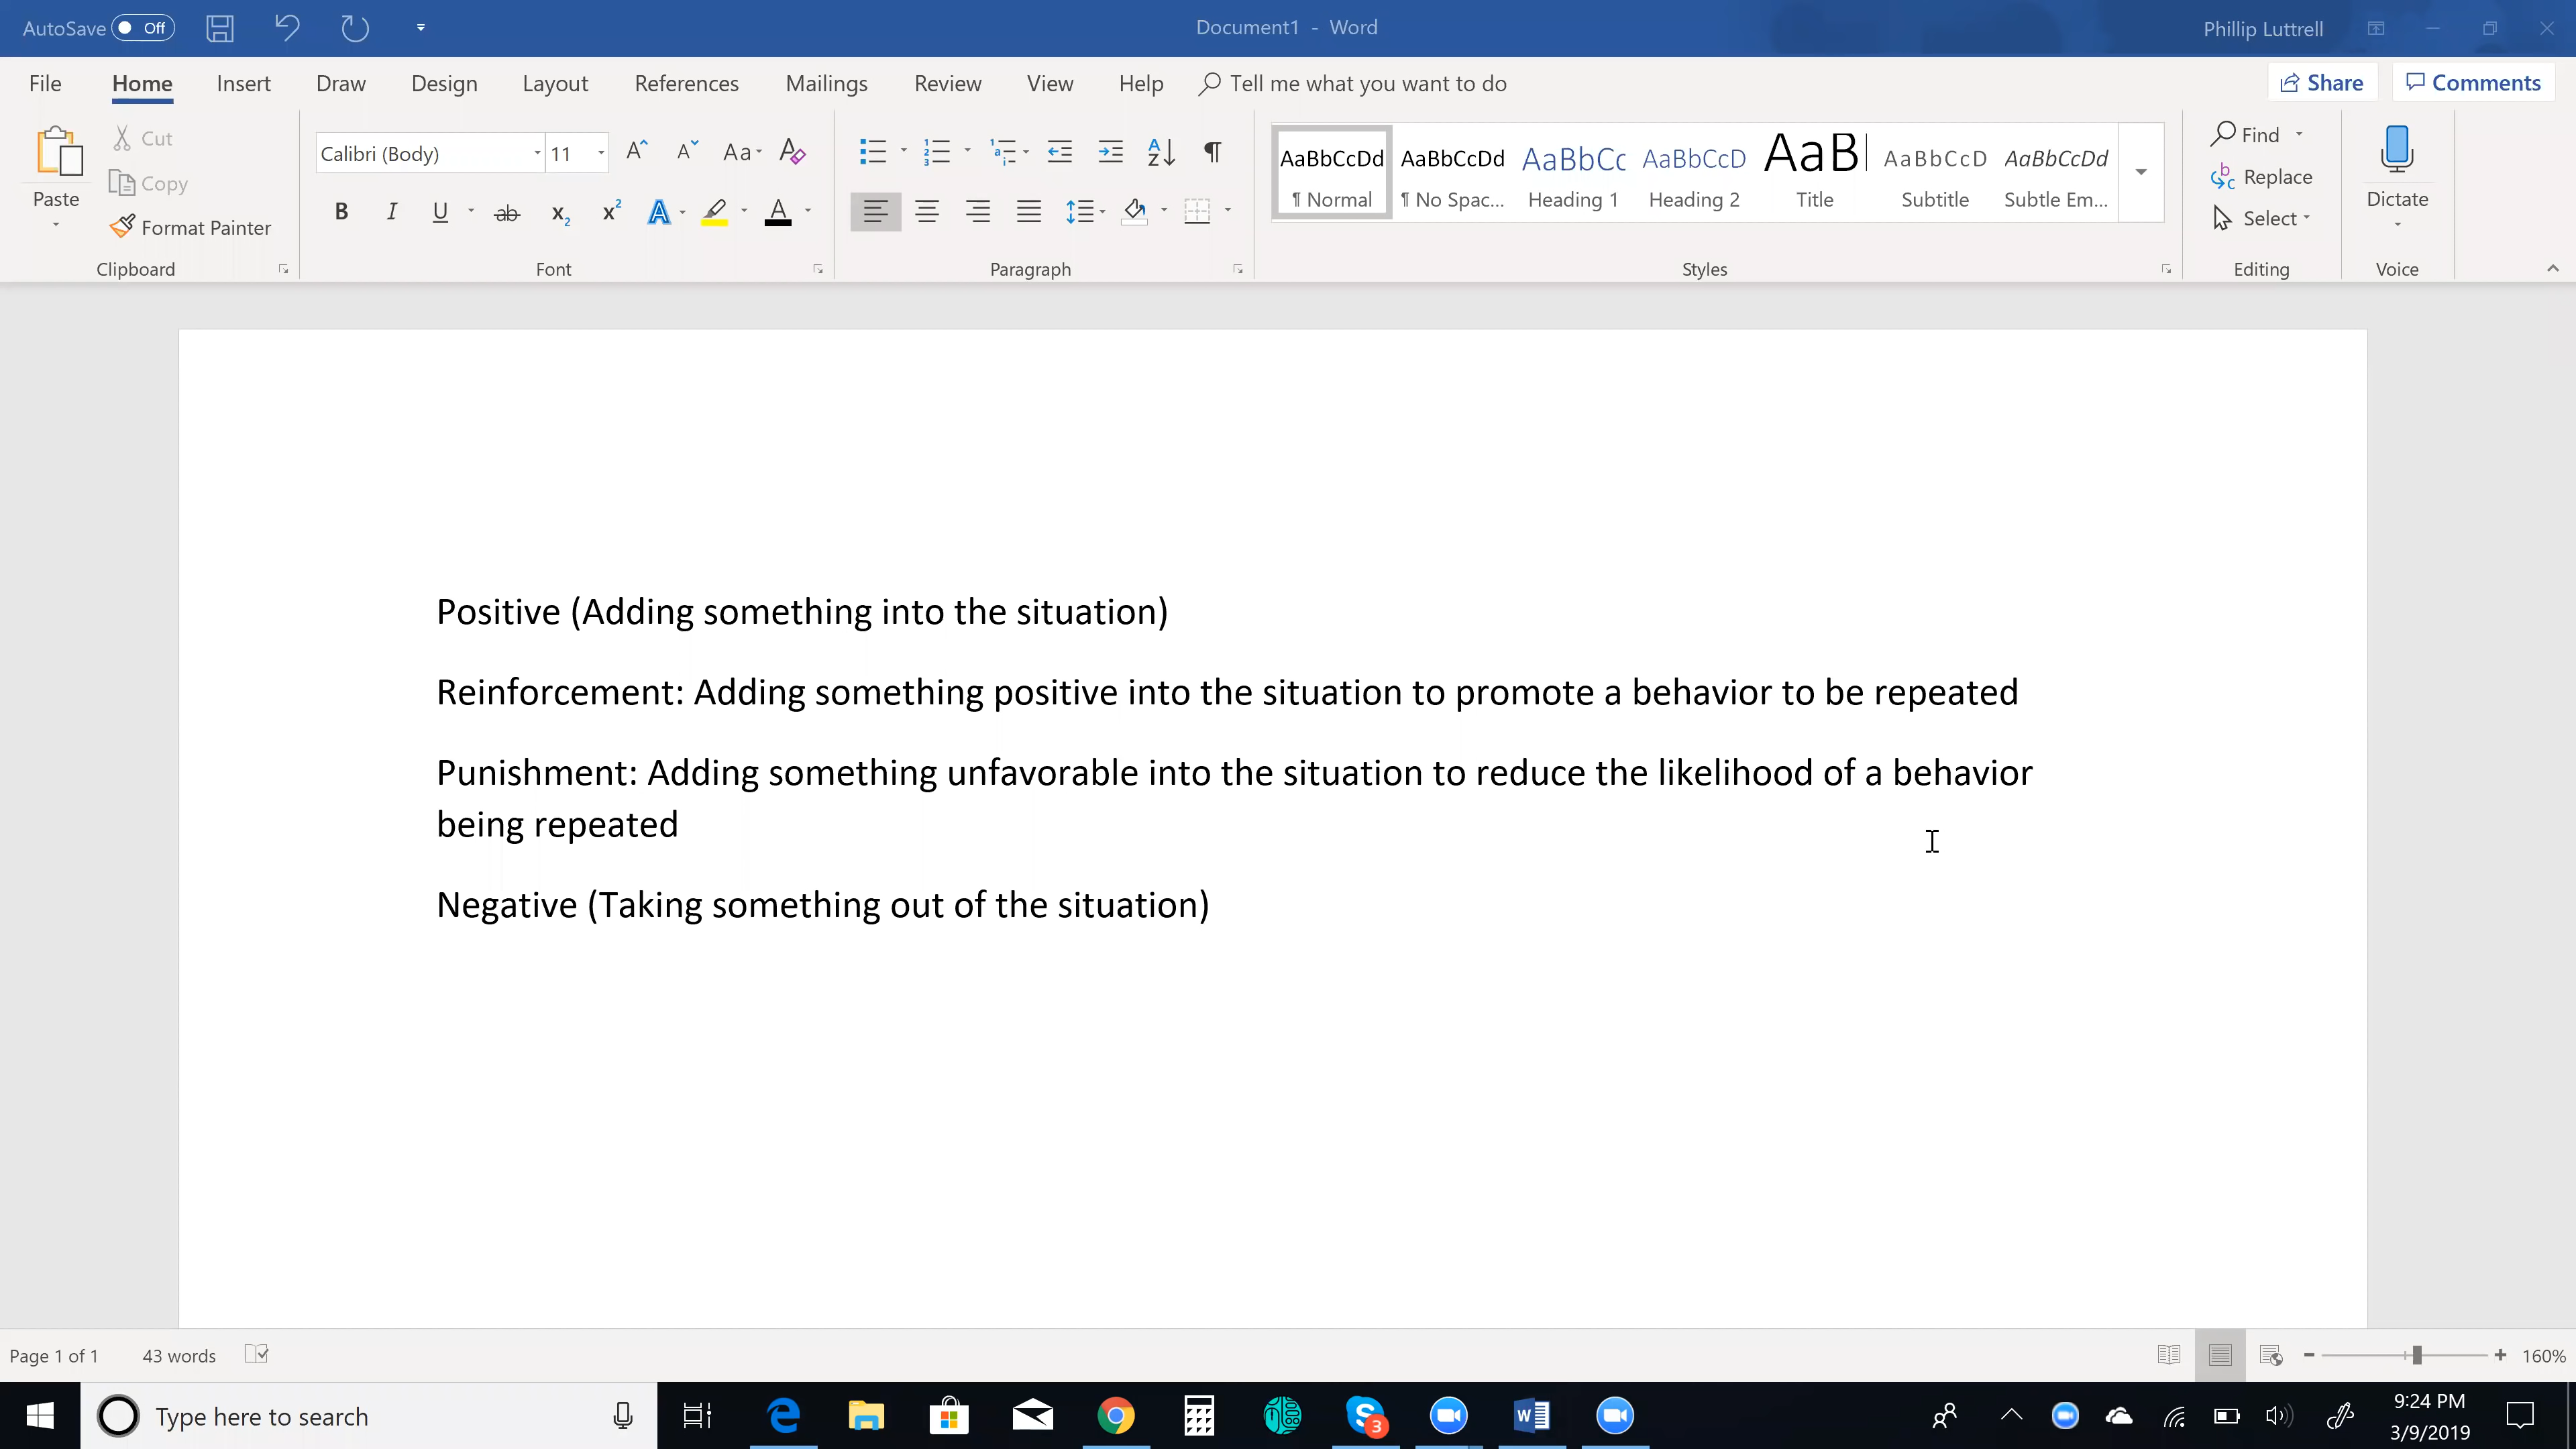 AutoSave Off
Document1 - Word
Phillip Luttrell
File Home Insert Draw Design Layout References Mailings Review View Help Tell me what you want to do
Share Comments
Paste
Cut
Copy
Format Painter
Clipboard
Calibri (Body) 11
Font
Paragraph
AaBbCcDd AaBbCcDd AaBbCc AaBbCcD AaB AaBbCcD AaBbCcDd
¶ Normal ¶ No Spac... Heading 1 Heading 2 Title Subtitle Subtle Em...
Styles
Find
Replace
Select
Editing
Dictate
Voice
Positive (Adding something into the situation)
Reinforcement: Adding something positive into the situation to promote a behavior to be repeated
Punishment: Adding something unfavorable into the situation to reduce the likelihood of a behavior
being repeated
Negative (Taking something out of the situation)
Page 1 of 1 43 words
160%
Type here to search
3
9:24 PM
3/9/2019